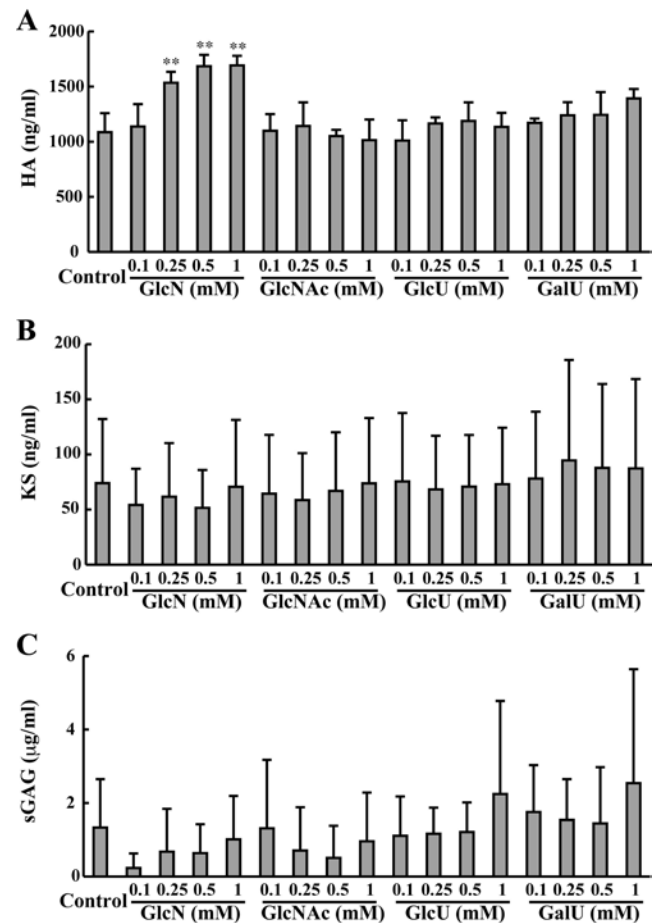 A
2000
** ** **
1500
HA (ng/ml)
1000
500
0
Control 0.1 0.25 0.5 1 0.1 0.25 0.5 1 0.1 0.25 0.5 1 0.1 0.25 0.5 1
GlcN (mM) GlcNAc (mM) GlcU (mM) GalU (mM)
B
200
150
KS (ng/ml)
100
50
0
Control 0.1 0.25 0.5 1 0.1 0.25 0.5 1 0.1 0.25 0.5 1 0.1 0.25 0.5 1
GlcN (mM) GlcNAc (mM) GlcU (mM) GalU (mM)
C
6
4
sGAG (μg/ml)
2
0
Control 0.1 0.25 0.5 1 0.1 0.25 0.5 1 0.1 0.25 0.5 1 0.1 0.25 0.5 1
GlcN (mM) GlcNAc (mM) GlcU (mM) GalU (mM)